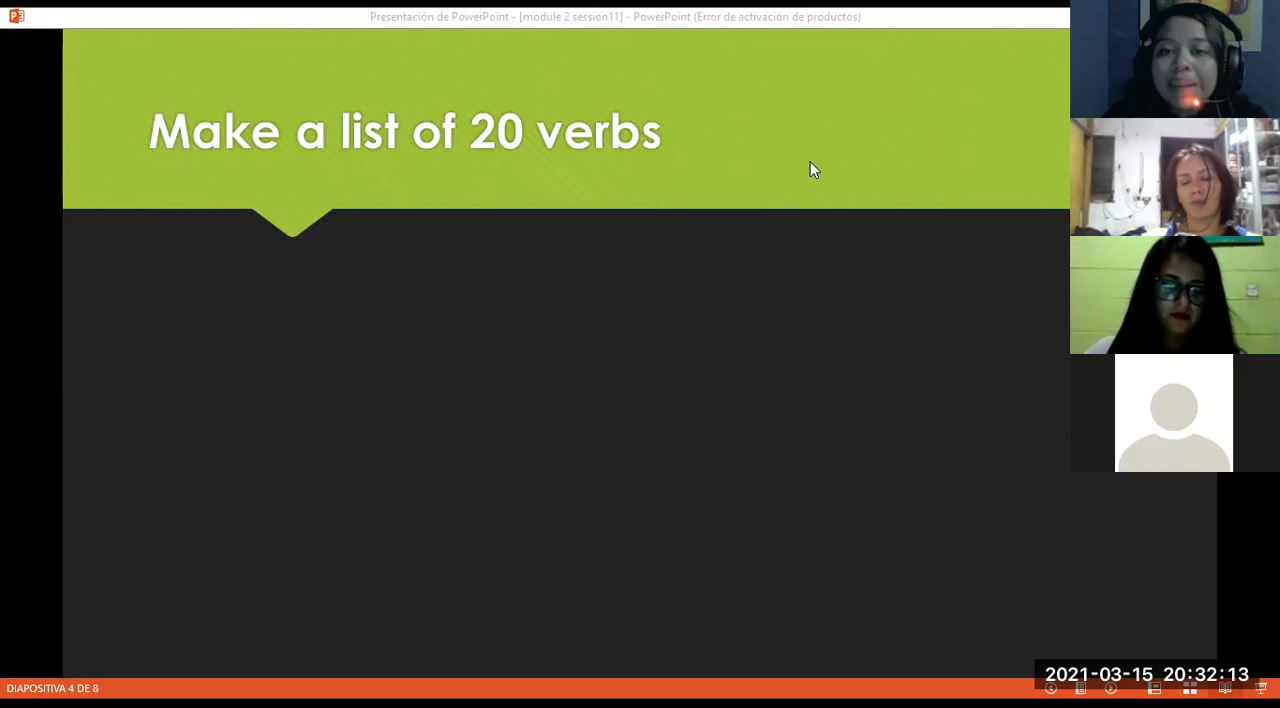 Presentación de PowerPoint - [module 2 session11] - PowerPoint (Error de activación de productos)
Make a list of 20 verbs
2021-03-15 20:32:13
DIAPOSITIVA 4 DE 8